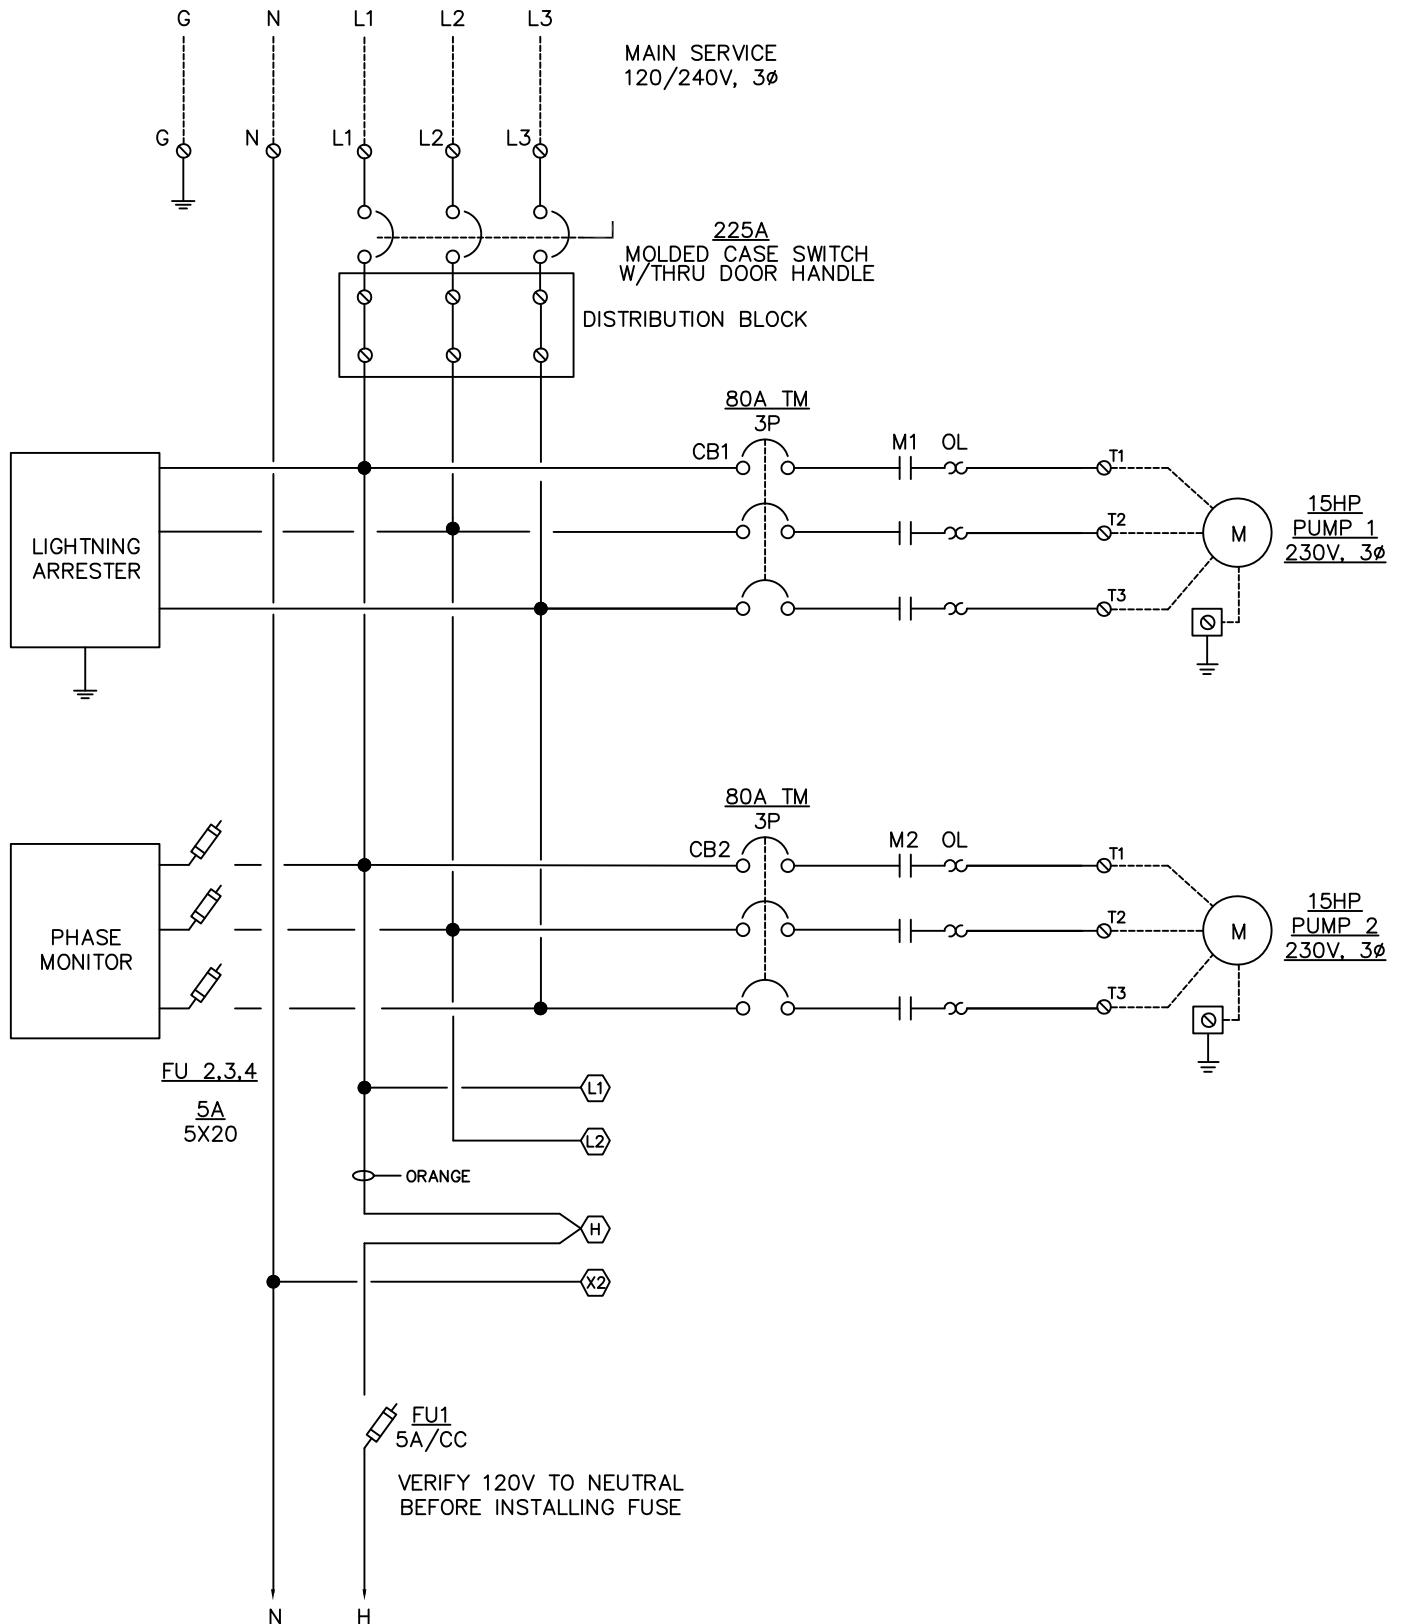 G N L1 L2 L3
MAIN SERVICE
120/240V, 3ø
G N L1 L2 L3
225A
MOLDED CASE SWITCH
W/THRU DOOR HANDLE
DISTRIBUTION BLOCK
80A TM
3P
CB1 M1 OL T1
LIGHTNING
ARRESTER
T2
T3
M
15HP
PUMP 1
230V, 3ø
80A TM
3P
CB2 M2 OL T1
PHASE
MONITOR
T2
T3
M
15HP
PUMP 2
230V, 3ø
FU 2,3,4
5A
5X20
L1
L2
ORANGE
H
X2
FU1
5A/CC
VERIFY 120V TO NEUTRAL
BEFORE INSTALLING FUSE
N H